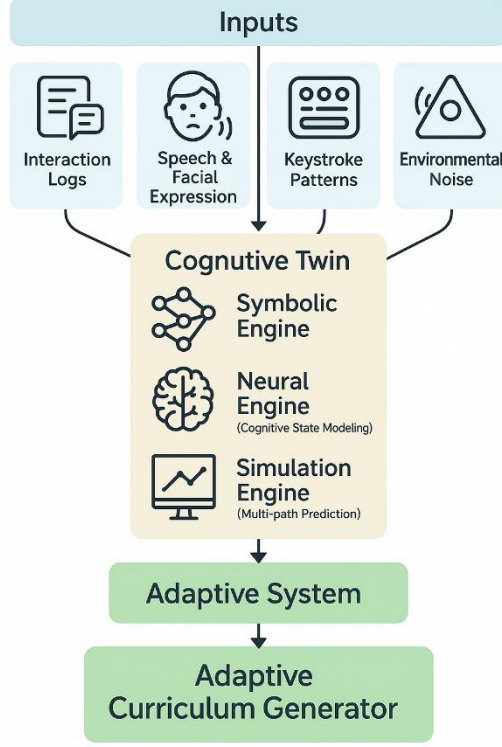 Inputs
Interaction
Logs
Speech &
Facial
Expression
Keystroke
Patterns
Environmental
Noise
Cognutive Twin
Symbolic
Engine
Neural
Engine
(Cognitive State Modeling)
Simulation
Engine
(Multi-path Prediction)
Adaptive System
Adaptive
Curriculum Generator